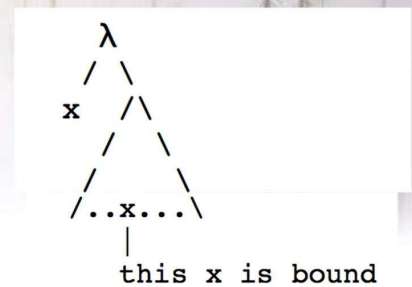 λ
/ \
x /\
/ \
/ \
/..x...\
|
this x is bound